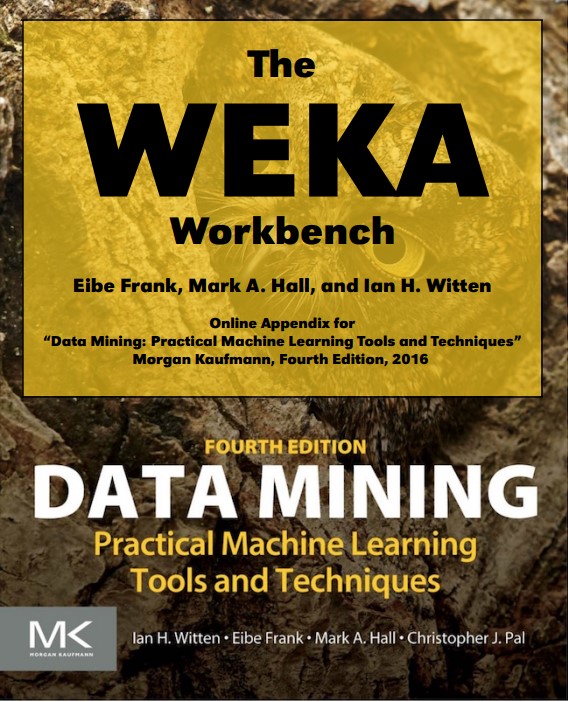 The
WEKA
Workbench
Eibe Frank, Mark A. Hall, and Ian H. Witten
Online Appendix for
“Data Mining: Practical Machine Learning Tools and Techniques”
Morgan Kaufmann, Fourth Edition, 2016
FOURTH EDITION
DATA MINING
Practical Machine Learning
Tools and Techniques
MK
MORGAN KAUFMANN
Ian H. Witten • Eibe Frank • Mark A. Hall • Christopher J. Pal